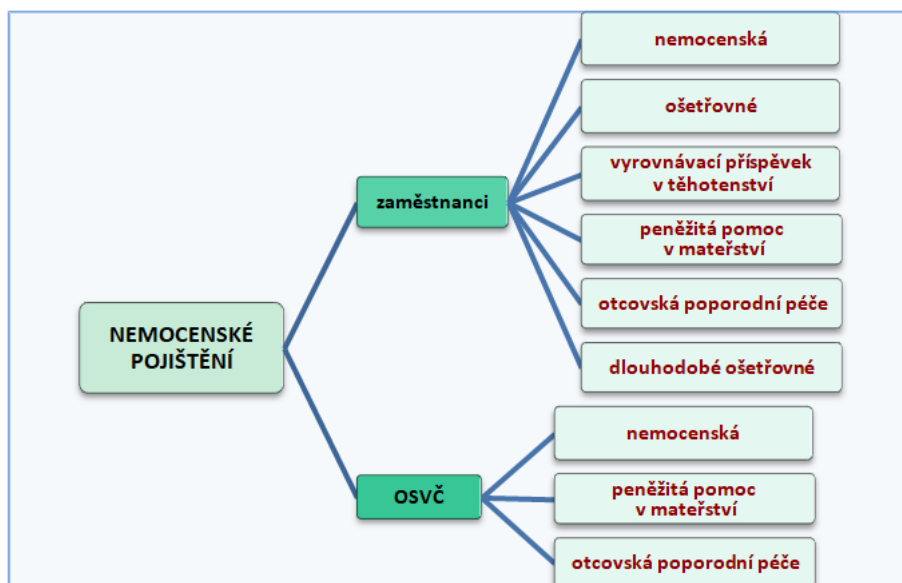 NEMOCENSKÉ
POJIŠTĚNÍ
zaměstnanci
nemocenská
ošetřovné
vyrovnávací příspěvek
v těhotenství
peněžitá pomoc
v mateřství
otcovská poporodní péče
dlouhodobé ošetřovné
OSVČ
nemocenská
peněžitá pomoc
v mateřství
otcovská poporodní péče